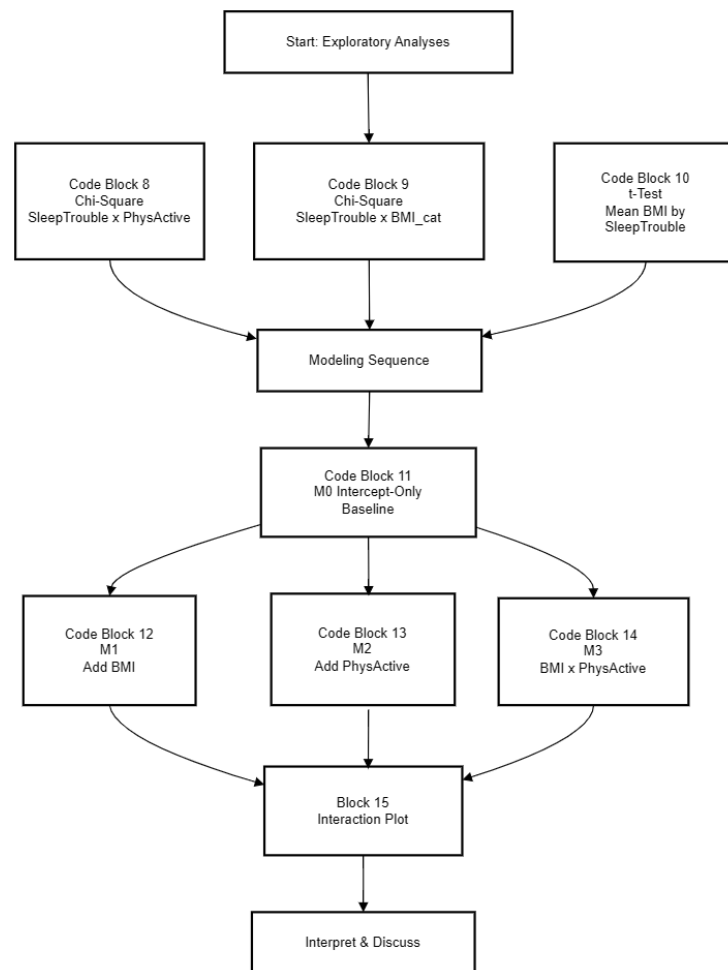 Start: Exploratory Analyses
Code Block 8
Chi-Square
SleepTrouble x PhysActive
Code Block 9
Chi-Square
SleepTrouble x BMI_cat
Code Block 10
t-Test
Mean BMI by
SleepTrouble
Modeling Sequence
Code Block 11
M0 Intercept-Only
Baseline
Code Block 12
M1
Add BMI
Code Block 13
M2
Add PhysActive
Code Block 14
M3
BMI x PhysActive
Block 15
Interaction Plot
Interpret & Discuss